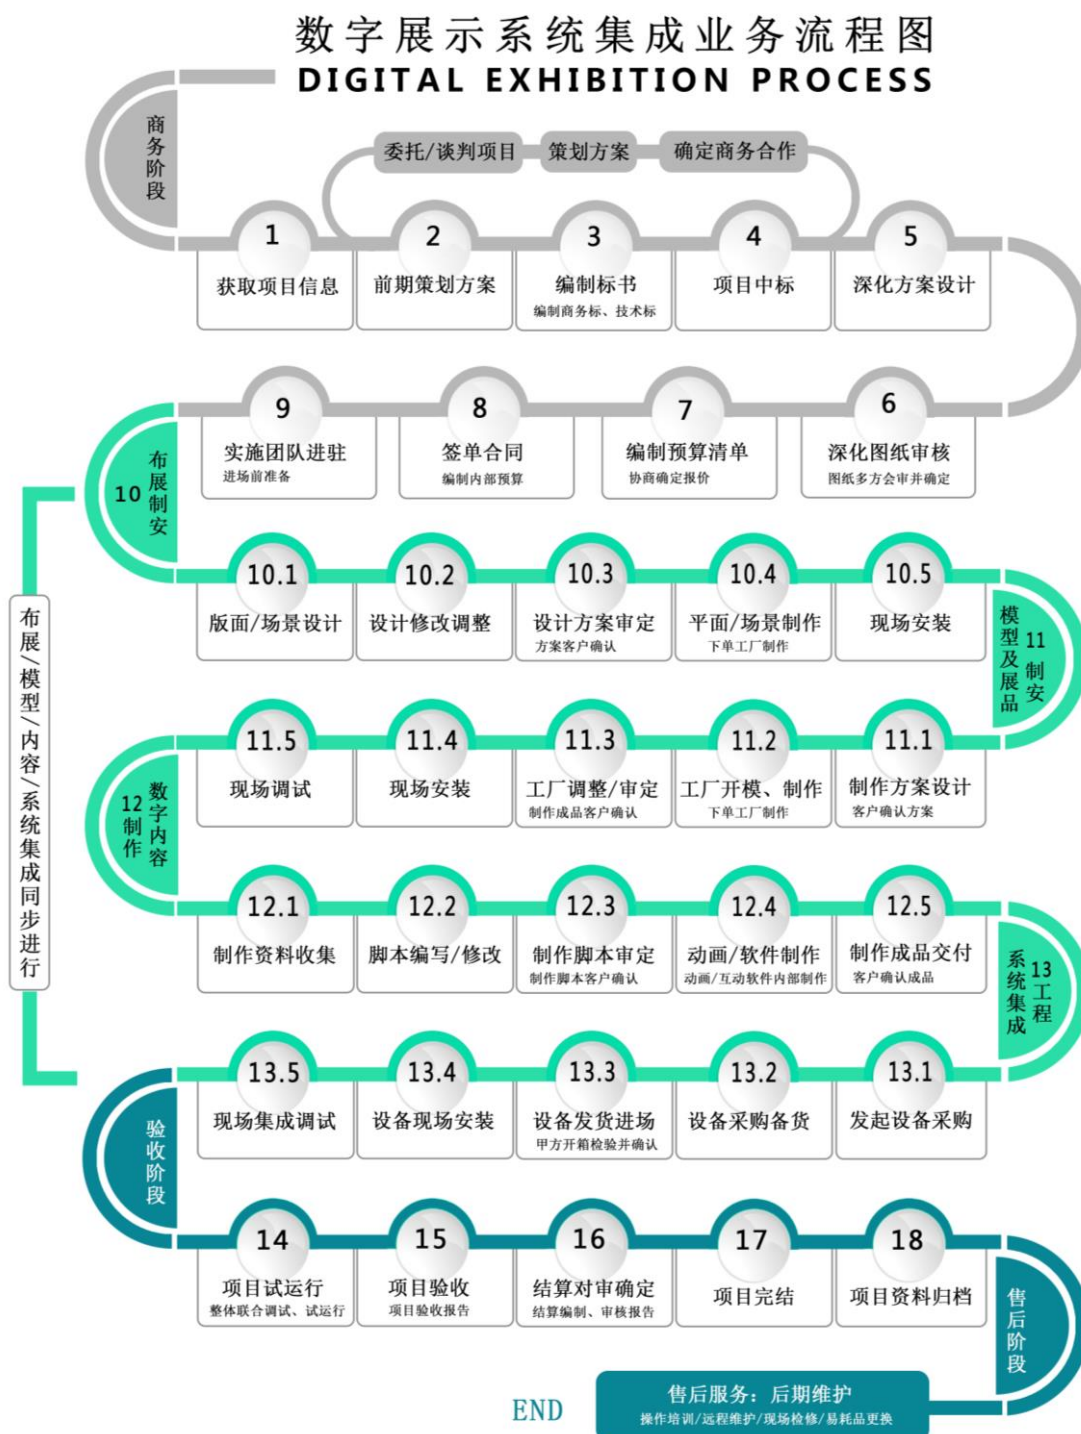 数字展示系统集成业务流程图
DIGITAL EXHIBITION PROCESS
商务阶段
委托/谈判项目
策划方案
确定商务合作
1
获取项目信息
2
前期策划方案
3
编制标书
编制商务标、技术标
4
项目中标
5
深化方案设计
6
深化图纸审核
图纸多方会审并确定
7
编制预算清单
协商确定报价
8
签单合同
编制内部预算
9
实施团队进驻
进场前准备
10
布展制安
布展/模型/内容/系统集成同步进行
10.1
版面/场景设计
10.2
设计修改调整
10.3
设计方案审定
方案客户确认
10.4
平面/场景制作
下单工厂制作
10.5
现场安装
11
模型及展品
制安
11.1
制作方案设计
客户确认方案
11.2
工厂开模、制作
下单工厂制作
11.3
工厂调整/审定
制作成品客户确认
11.4
现场安装
11.5
现场调试
12
数字内容
制作
12.1
制作资料收集
12.2
脚本编写/修改
12.3
制作脚本审定
制作脚本客户确认
12.4
动画/软件制作
动画/互动软件内部制作
12.5
制作成品交付
客户确认成品
13
系统集成
工程
13.1
发起设备采购
13.2
设备采购备货
13.3
设备发货进场
甲方开箱检验并确认
13.4
设备现场安装
13.5
现场集成调试
验收阶段
14
项目试运行
整体联合调试、试运行
15
项目验收
项目验收报告
16
结算对审确定
结算编制、审核报告
17
项目完结
18
项目资料归档
售后阶段
售后服务：后期维护
操作培训/远程维护/现场检修/易耗品更换
END